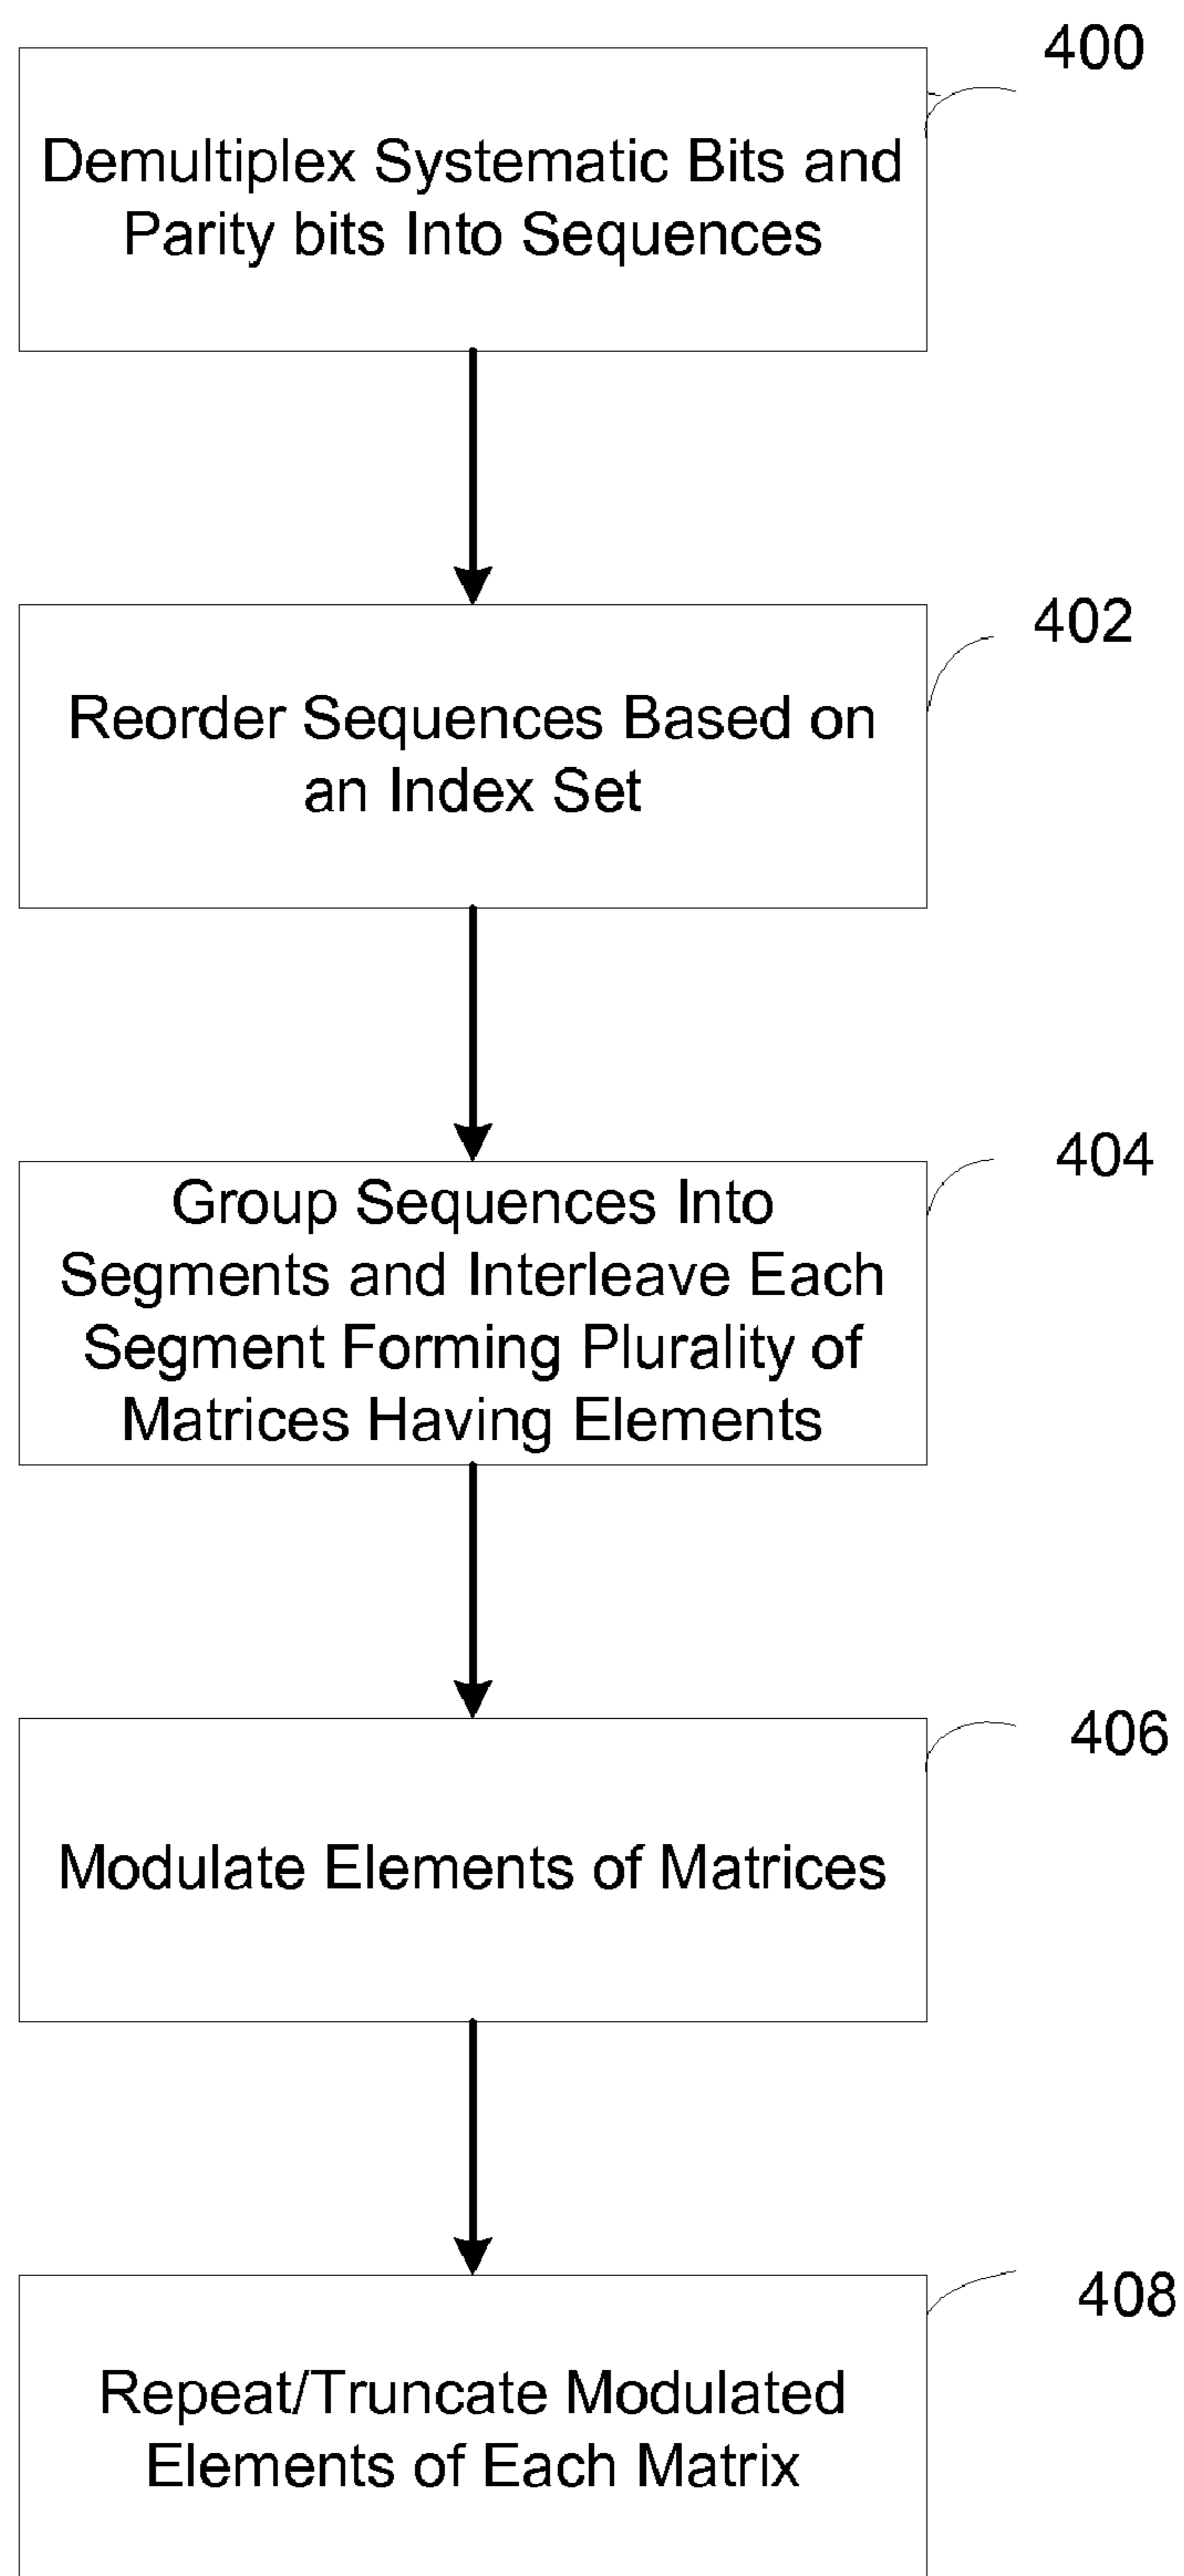 400
Demultiplex Systematic Bits and
Parity bits Into Sequences
402
Reorder Sequences Based on
an Index Set
404
Group Sequences Into
Segments and Interleave Each
Segment Forming Plurality of
Matrices Having Elements
406
Modulate Elements of Matrices
408
Repeat/Truncate Modulated
Elements of Each Matrix